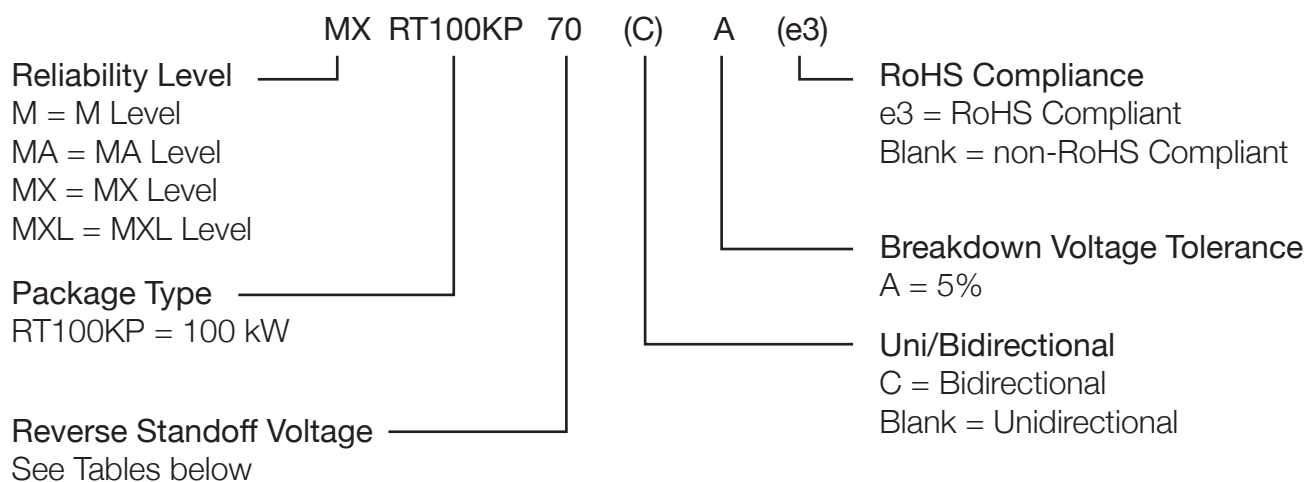 MX RT100KP 70 (C) A (e3)
Reliability Level
M = M Level
MA = MA Level
MX = MX Level
MXL = MXL Level
Package Type
RT100KP = 100 kW
Reverse Standoff Voltage
See Tables below
RoHS Compliance
e3 = RoHS Compliant
Blank = non-RoHS Compliant
Breakdown Voltage Tolerance
A = 5%
Uni/Bidirectional
C = Bidirectional
Blank = Unidirectional